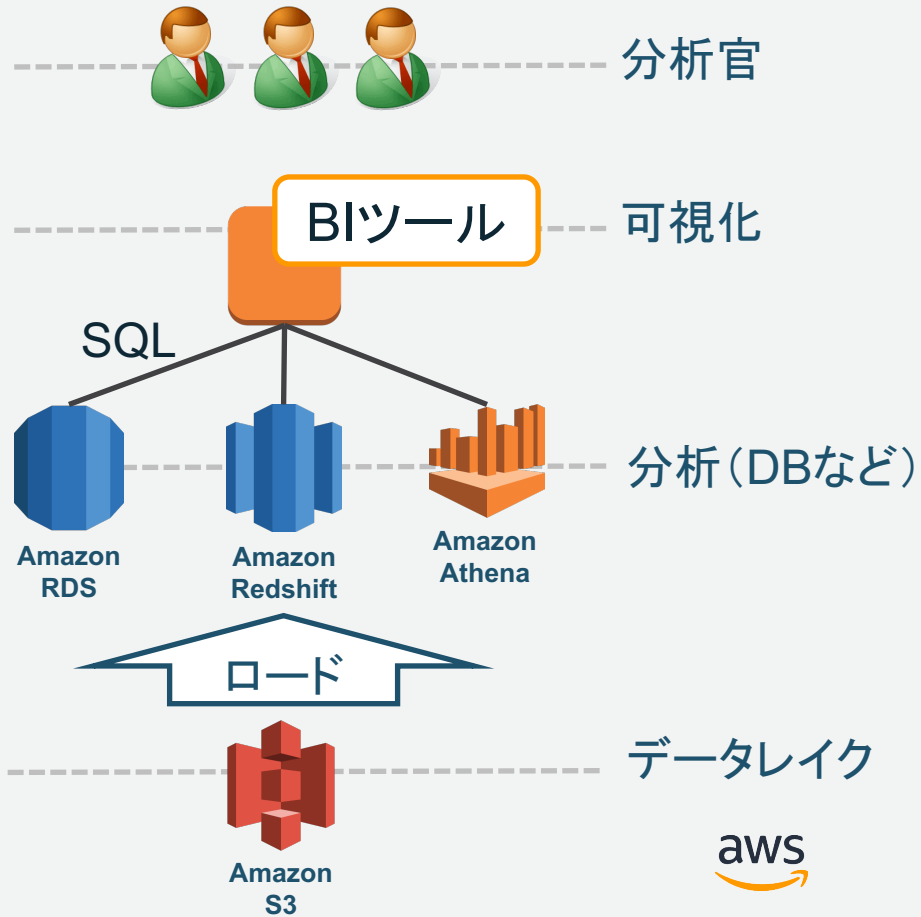 分析官
BIツール
可視化
SQL
分析（DBなど）
Amazon
RDS
Amazon
Redshift
Amazon
Athena
ロード
データレイク
Amazon
S3
aws